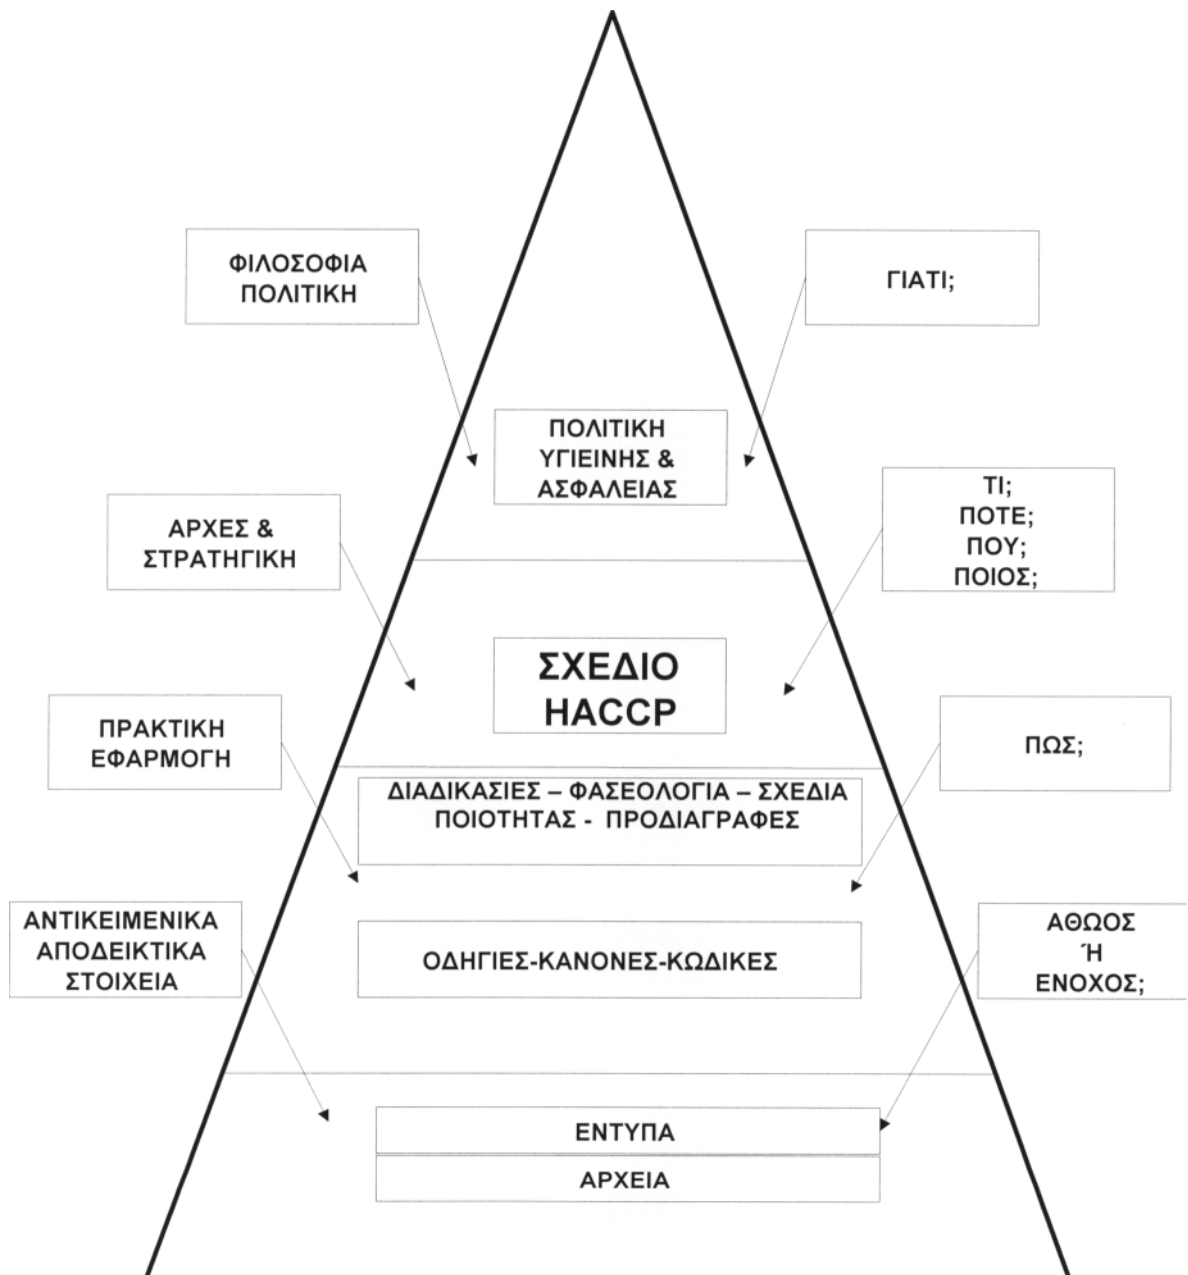 ΦΙΛΟΣΟΦΙΑ
ΠΟΛΙΤΙΚΗ
ΓΙΑΤΙ;
ΠΟΛΙΤΙΚΗ
ΥΓΙΕΙΝΗΣ &
ΑΣΦΑΛΕΙΑΣ
ΑΡΧΕΣ &
ΣΤΡΑΤΗΓΙΚΗ
ΤΙ;
ΠΟΤΕ;
ΠΟΥ;
ΠΟΙΟΣ;
ΣΧΕΔΙΟ
HACCP
ΠΡΑΚΤΙΚΗ
ΕΦΑΡΜΟΓΗ
ΠΩΣ;
ΔΙΑΔΙΚΑΣΙΕΣ – ΦΑΣΕΟΛΟΓΙΑ – ΣΧΕΔΙΑ
ΠΟΙΟΤΗΤΑΣ - ΠΡΟΔΙΑΓΡΑΦΕΣ
ΑΝΤΙΚΕΙΜΕΝΙΚΑ
ΑΠΟΔΕΙΚΤΙΚΑ
ΣΤΟΙΧΕΙΑ
ΟΔΗΓΙΕΣ-ΚΑΝΟΝΕΣ-ΚΩΔΙΚΕΣ
ΑΘΩΟΣ
Ή
ΕΝΟΧΟΣ;
ΕΝΤΥΠΑ
ΑΡΧΕΙΑ